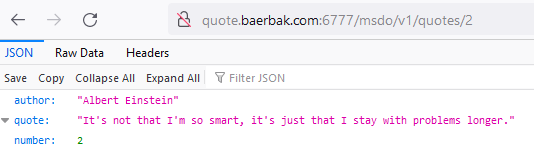 quote.baerbak.com:6777/msdo/v1/quotes/2
JSON Raw Data Headers
Save Copy Collapse All Expand All Filter JSON
author: "Albert Einstein"
quote: "It's not that I'm so smart, it's just that I stay with problems longer."
number: 2